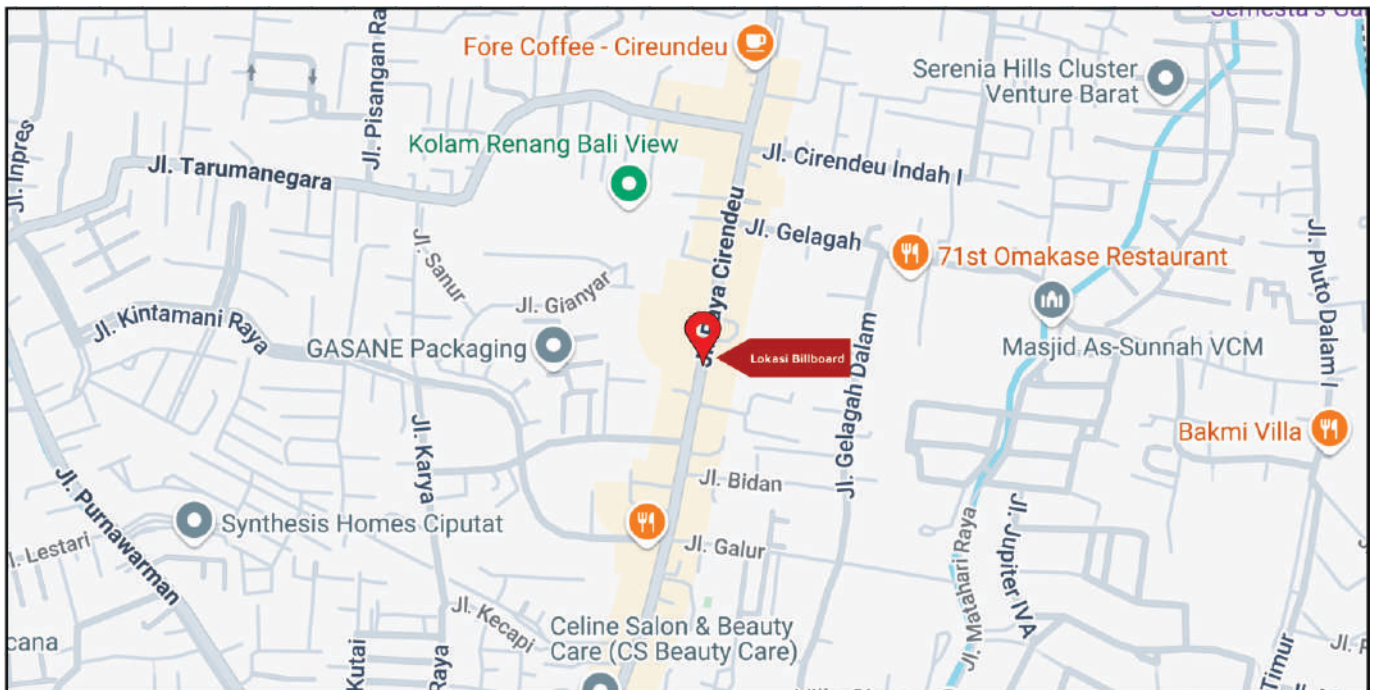 Semesta's Ga
Fore Coffee - Cireundeu
Serenia Hills Cluster
Venture Barat
Jl. Pisangan Ra
Jl. Inpres
Jl. Tarumanegara
Kolam Renang Bali View
Jl. Cirendeu Indah I
Jl. Raya Cirendeu
Jl. Gelagah
71st Omakase Restaurant
Jl. Pluto Dalam I
Jl. Sanur
Jl. Gianyar
Jl. Kintamani Raya
GASANE Packaging
Lokasi Billboard
Masjid As-Sunnah VCM
Jl. Gelagah Dalam
Bakmi Villa
Jl. Karya
Jl. Bidan
Jl. Purnawarman
Synthesis Homes Ciputat
Jl. Galur
l. Lestari
Jl. Matahari Raya
Jl. Jupiter IVA
Jl. Kecapi
Celine Salon & Beauty
Care (CS Beauty Care)
cana
Kutai
Raya
Timur